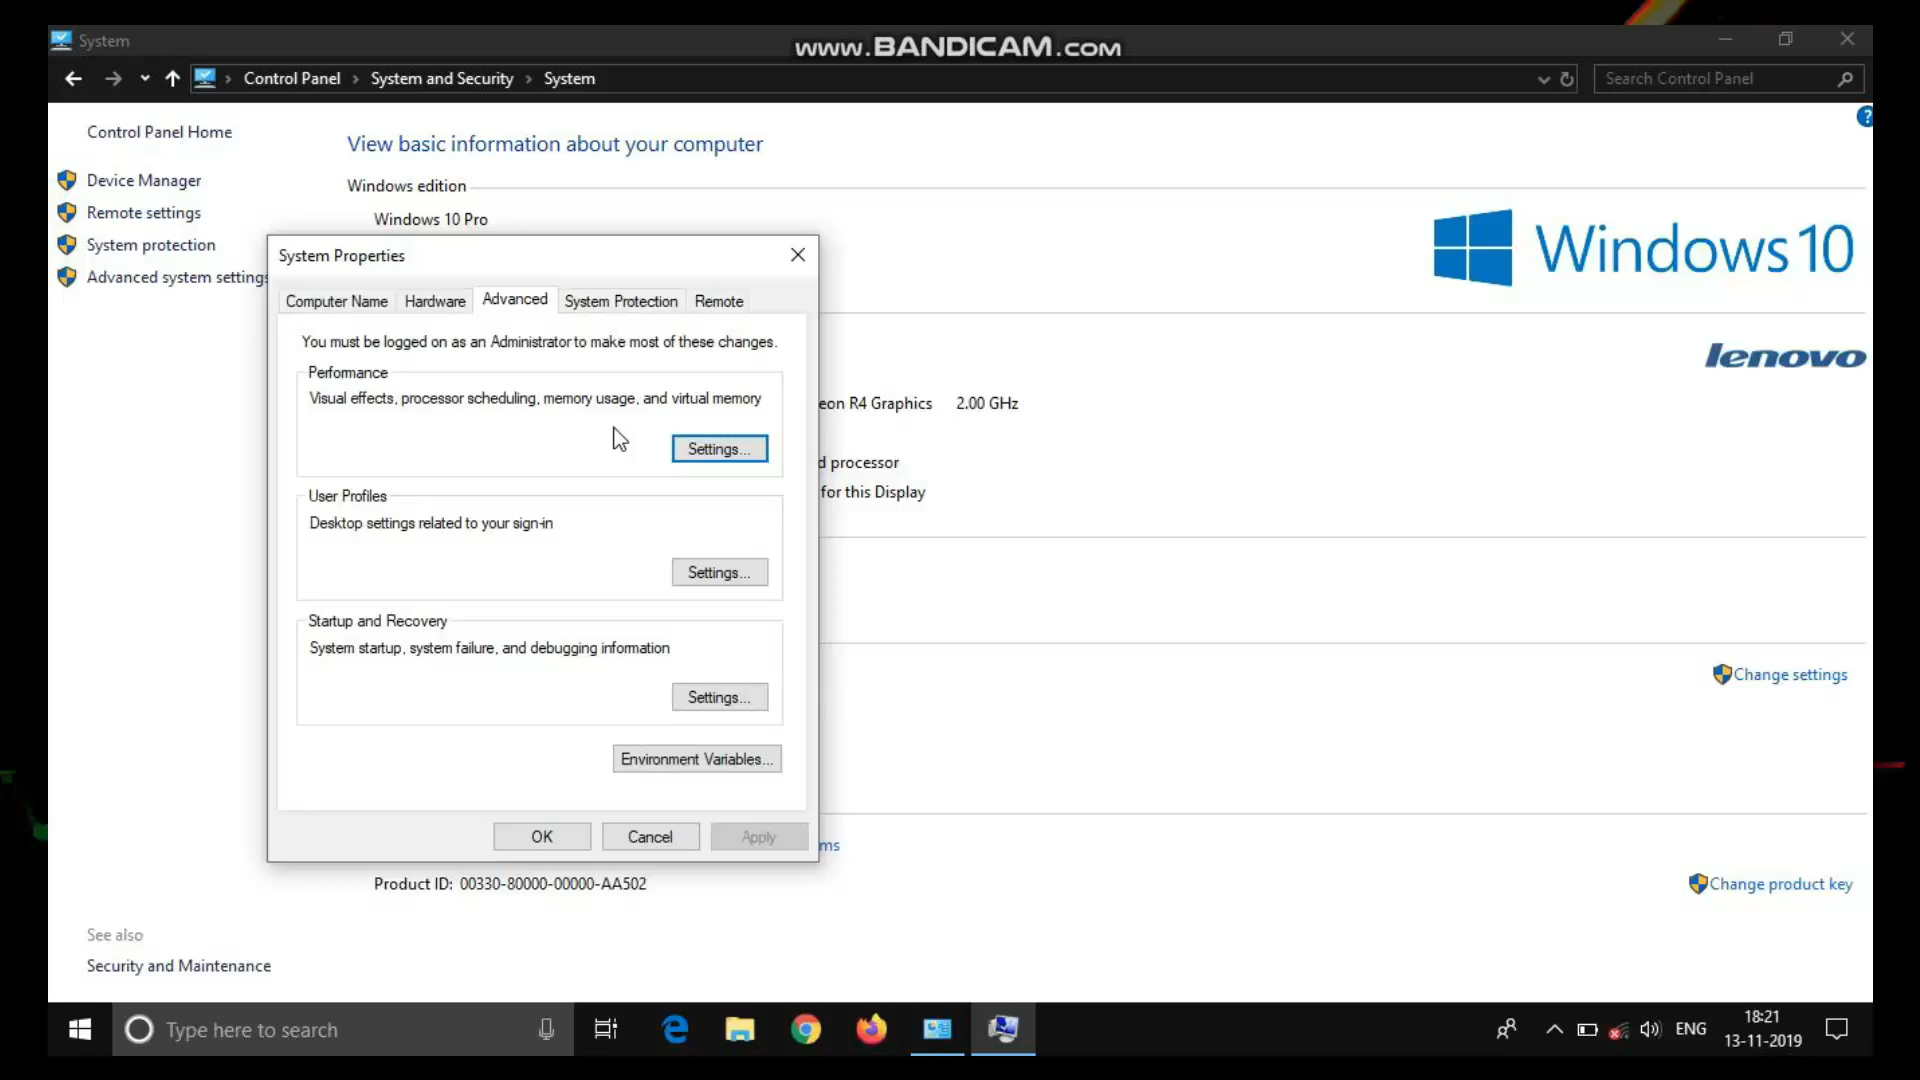 System
www.BANDICAM.com
Control Panel > System and Security > System
Search Control Panel
Control Panel Home
Device Manager
Remote settings
System protection
Advanced system settings
View basic information about your computer
Windows edition
Windows 10 Pro
Windows 10
lenovo
System Properties
Computer Name Hardware Advanced System Protection Remote
You must be logged on as an Administrator to make most of these changes.
Performance
Visual effects, processor scheduling, memory usage, and virtual memory
Settings...
User Profiles
Desktop settings related to your sign-in
Settings...
Startup and Recovery
System startup, system failure, and debugging information
Settings...
Environment Variables...
OK Cancel Apply
eon R4 Graphics 2.00 GHz
d processor
for this Display
Change settings
ms
Product ID: 00330-80000-00000-AA502
Change product key
See also
Security and Maintenance
Type here to search
ENG
18:21
13-11-2019